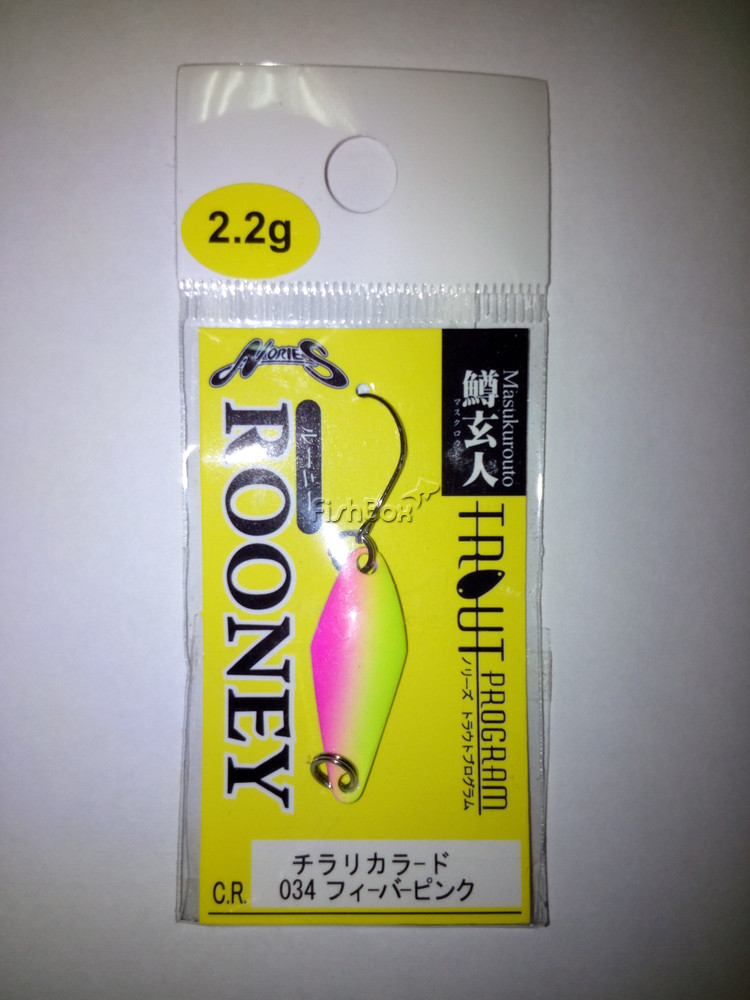 2.2g
NORIES
ROONEY
ルーニー
FishBox
Masukurouto
鱒玄人
マスクロウト
TROUT PROGRAM
ノリーズ トラウトプログラム
チラリカラード
C.R. 034 フィーバーピンク